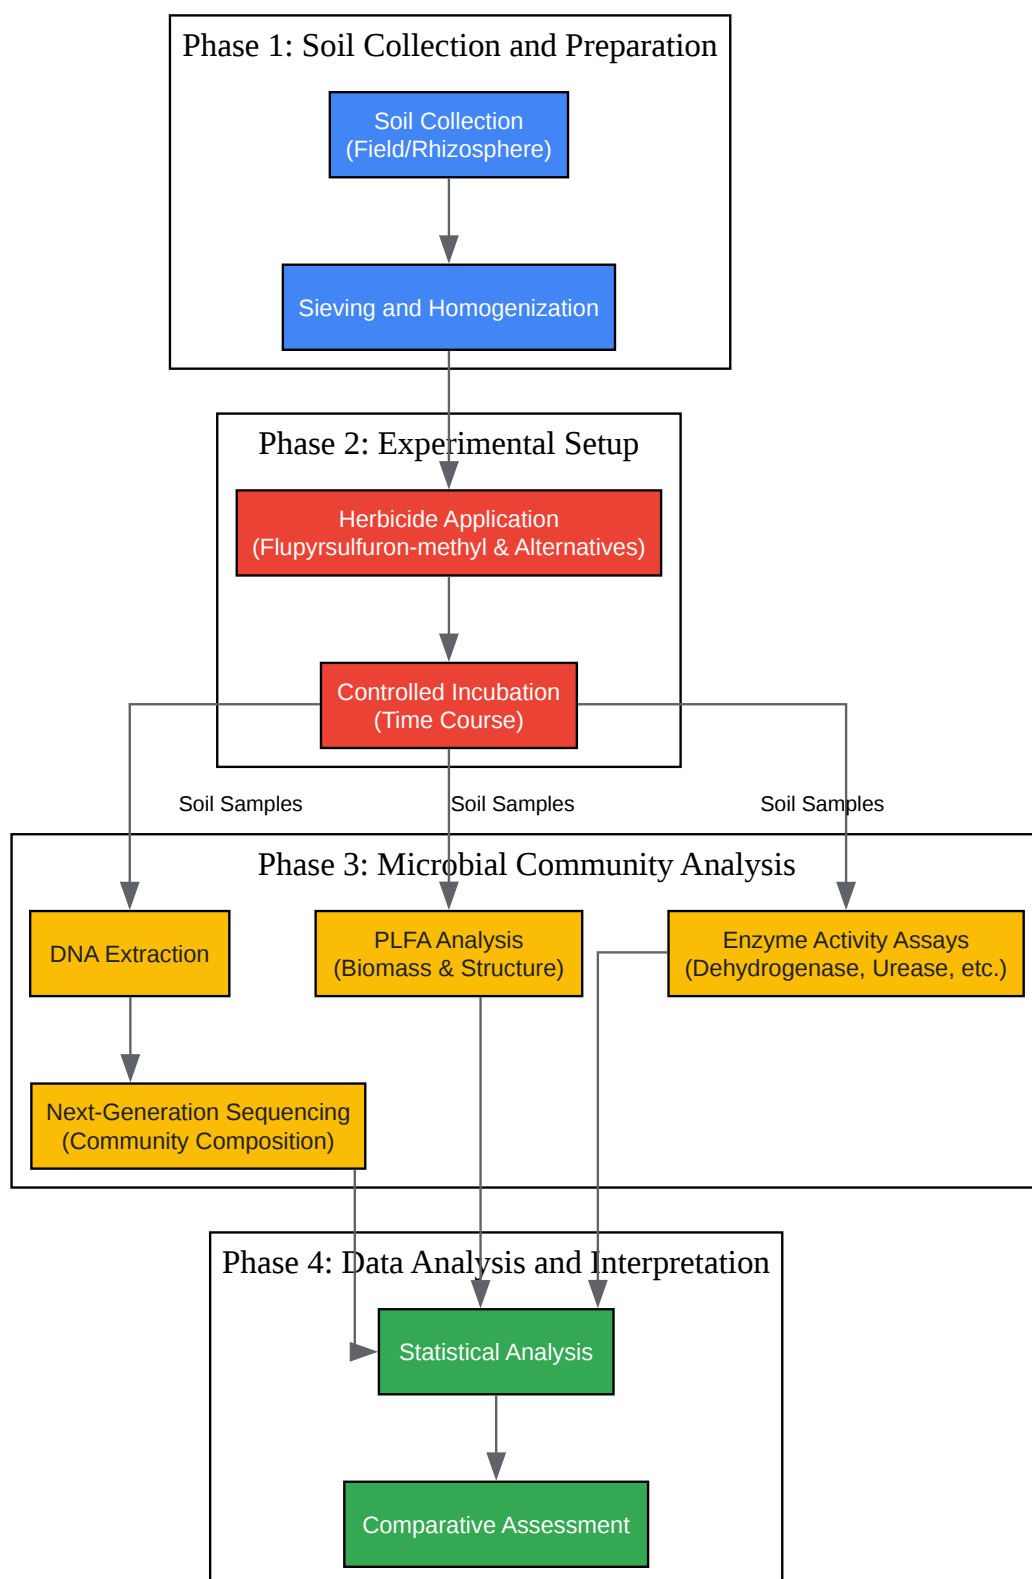 Phase 1: Soil Collection and Preparation
Soil Collection
(Field/Rhizosphere)
Sieving and Homogenization
Phase 2: Experimental Setup
Herbicide Application
(Flupyrsulfuron-methyl & Alternatives)
Controlled Incubation
(Time Course)
Soil Samples
Soil Samples
Soil Samples
Phase 3: Microbial Community Analysis
DNA Extraction
PLFA Analysis
(Biomass & Structure)
Enzyme Activity Assays
(Dehydrogenase, Urease, etc.)
Next-Generation Sequencing
(Community Composition)
Phase 4: Data Analysis and Interpretation
Statistical Analysis
Comparative Assessment